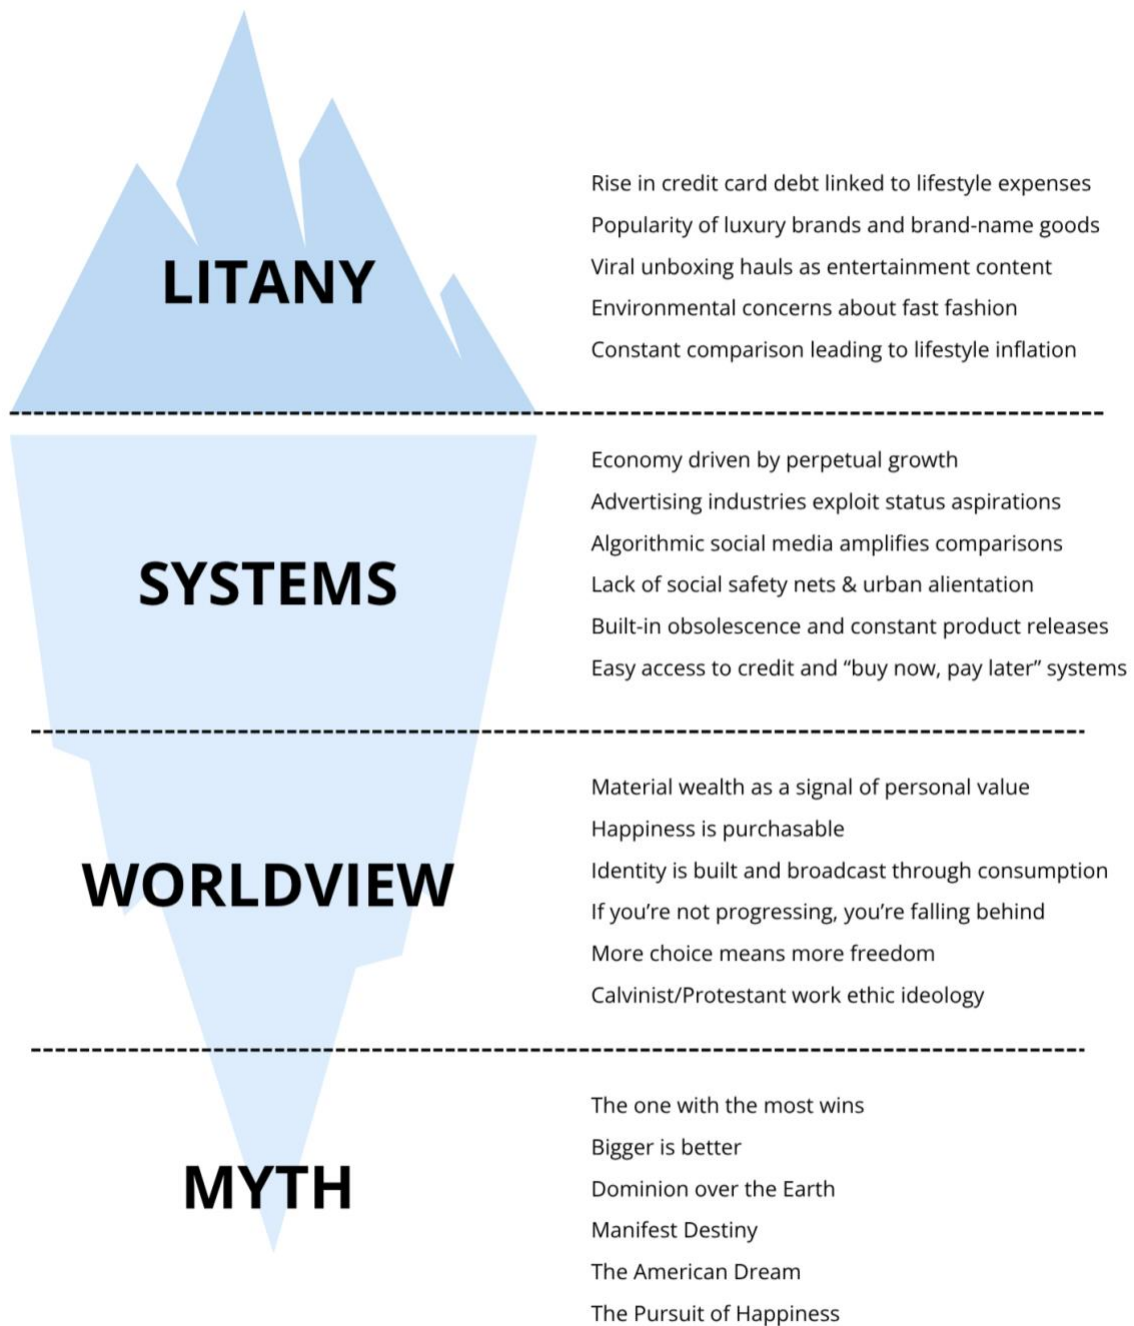 LITANY
Rise in credit card debt linked to lifestyle expenses
Popularity of luxury brands and brand-name goods
Viral unboxing hauls as entertainment content
Environmental concerns about fast fashion
Constant comparison leading to lifestyle inflation
SYSTEMS
Economy driven by perpetual growth
Advertising industries exploit status aspirations
Algorithmic social media amplifies comparisons
Lack of social safety nets & urban alientation
Built-in obsolescence and constant product releases
Easy access to credit and “buy now, pay later” systems
WORLDVIEW
Material wealth as a signal of personal value
Happiness is purchasable
Identity is built and broadcast through consumption
If you’re not progressing, you’re falling behind
More choice means more freedom
Calvinist/Protestant work ethic ideology
MYTH
The one with the most wins
Bigger is better
Dominion over the Earth
Manifest Destiny
The American Dream
The Pursuit of Happiness